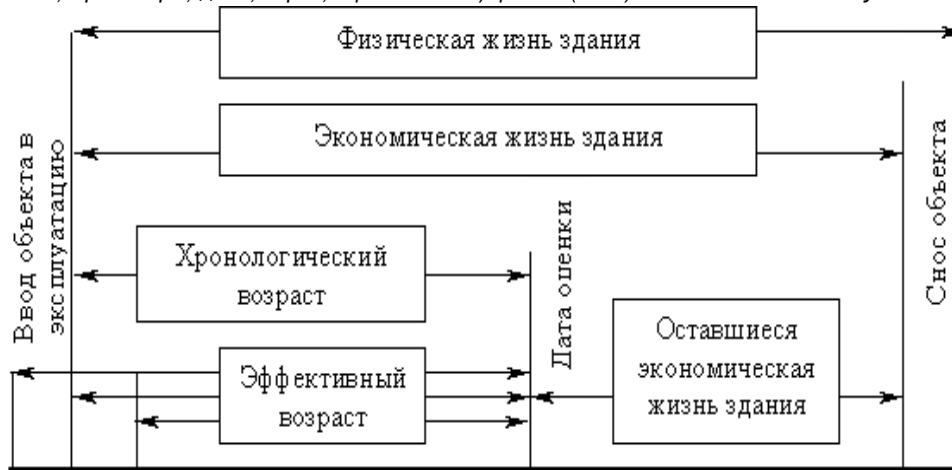 Физическая жизнь здания
Экономическая жизнь здания
Ввод объекта в
эксплуатацию
Хронологический
возраст
Эффективный
возраст
Дата оценки
Оставшиеся
экономическая
жизнь здания
Снос объекта